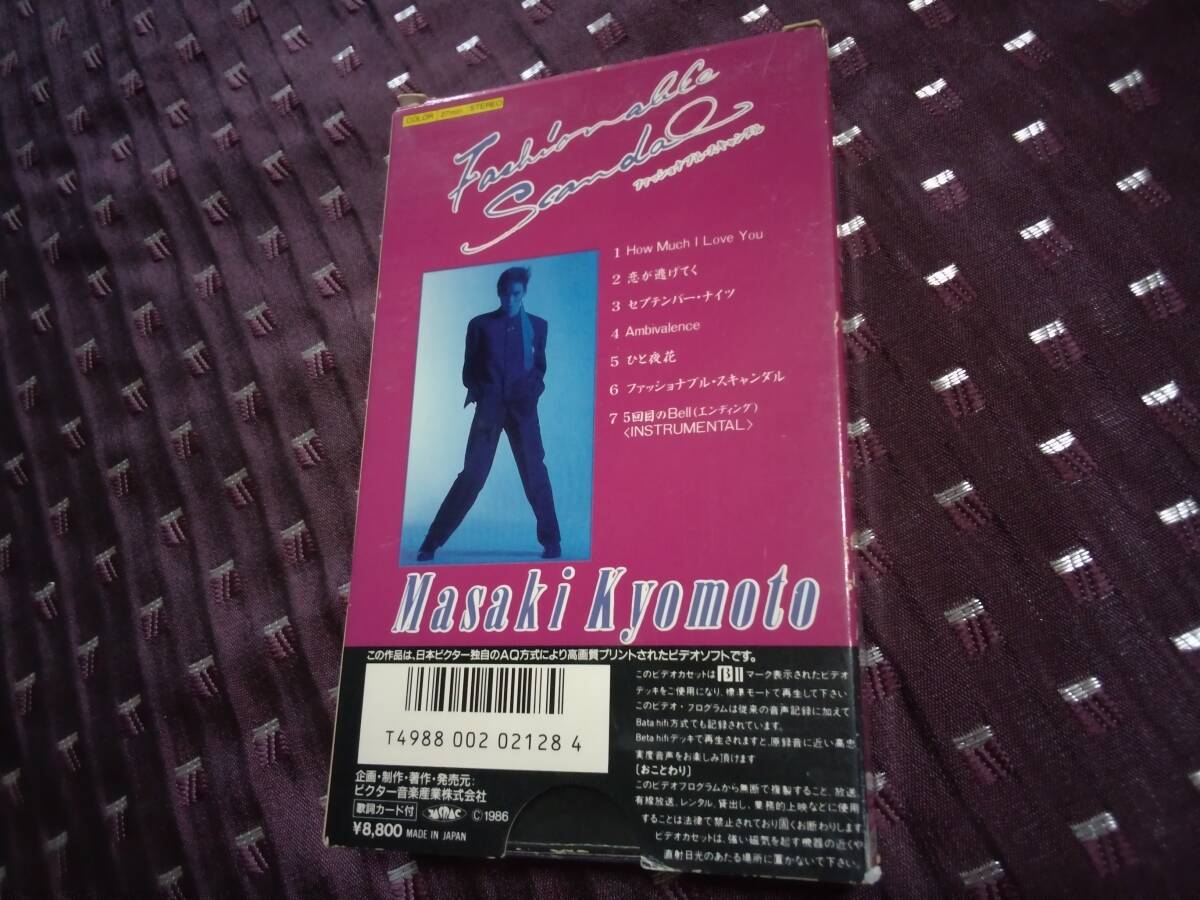 COLOR 27min. STEREO
Fashionable
Scandal
ファッショナブル・スキャンダル
1 How Much I Love You
2 恋が逃げてく
3 セプテンバー・ナイツ
4 Ambivalence
5 ひと夜花
6 ファッショナブル・スキャンダル
7 5回目のBell(エンディング)
〈INSTRUMENTAL〉
Masaki Kyomoto
この作品は、日本ビクター独自のAQ方式により高画質プリントされたビデオソフトです。
T4988 002 02128 4
企画・制作・著作・発売元:
ビクター音楽産業株式会社
歌詞カード付 JASRAC ©1986
¥8,800 MADE IN JAPAN
このビデオカセットは βII マーク表示されたビデオ
デッキをご使用になり、標準モードで再生して下さい
このビデオ・プログラムは従来の音声記録に加えて
Bata hifi方式でも記録されています。
Beta hifiデッキで再生されますと、原録音に近い高忠
実度音声をお楽しみ頂けます
[おことわり]
このビデオプログラムから無断で複製すること、放送、
有線放送、レンタル、貸出し、業務的上映などに使用
することは法律で禁止されており固くお断わりします
ビデオカセットは、強い磁気を起す機器の近くや
直射日光のあたる場所に置かないで下さい。